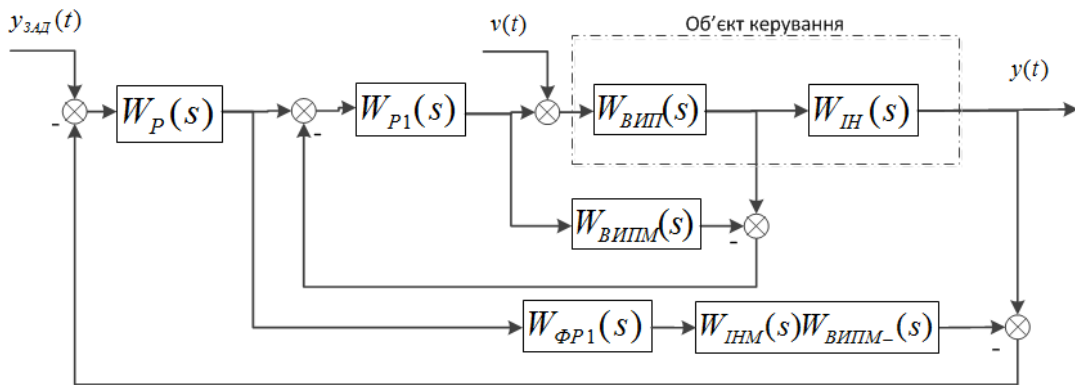 y_ЗАД(t)
v(t)
Об’єкт керування
y(t)
W_P(s)
W_P1(s)
W_ВИП(s)
W_ІН(s)
W_ВИПМ(s)
W_ФР1(s)
W_ІНМ(s)W_ВИПМ–(s)
-
-
-
-